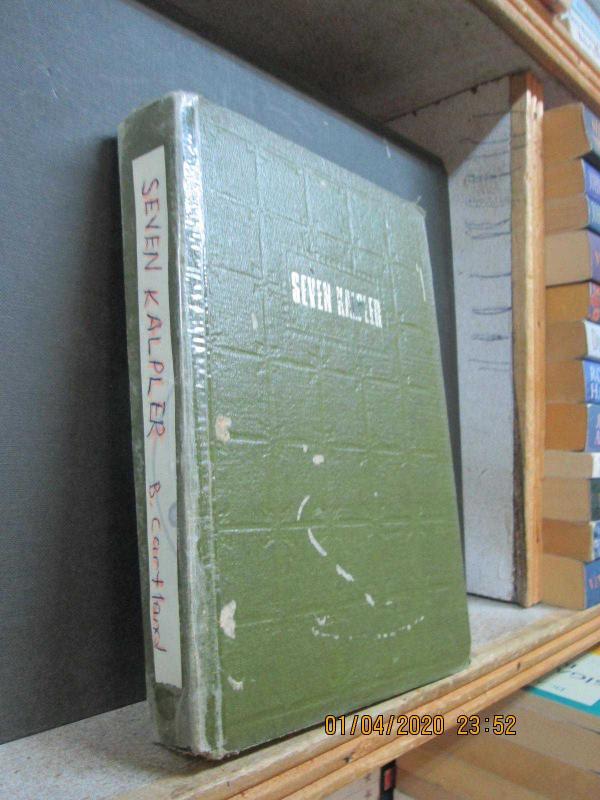 SEVEN KALPLER B. Cartland
SEVEN KALPLER
01/04/2020 23:52